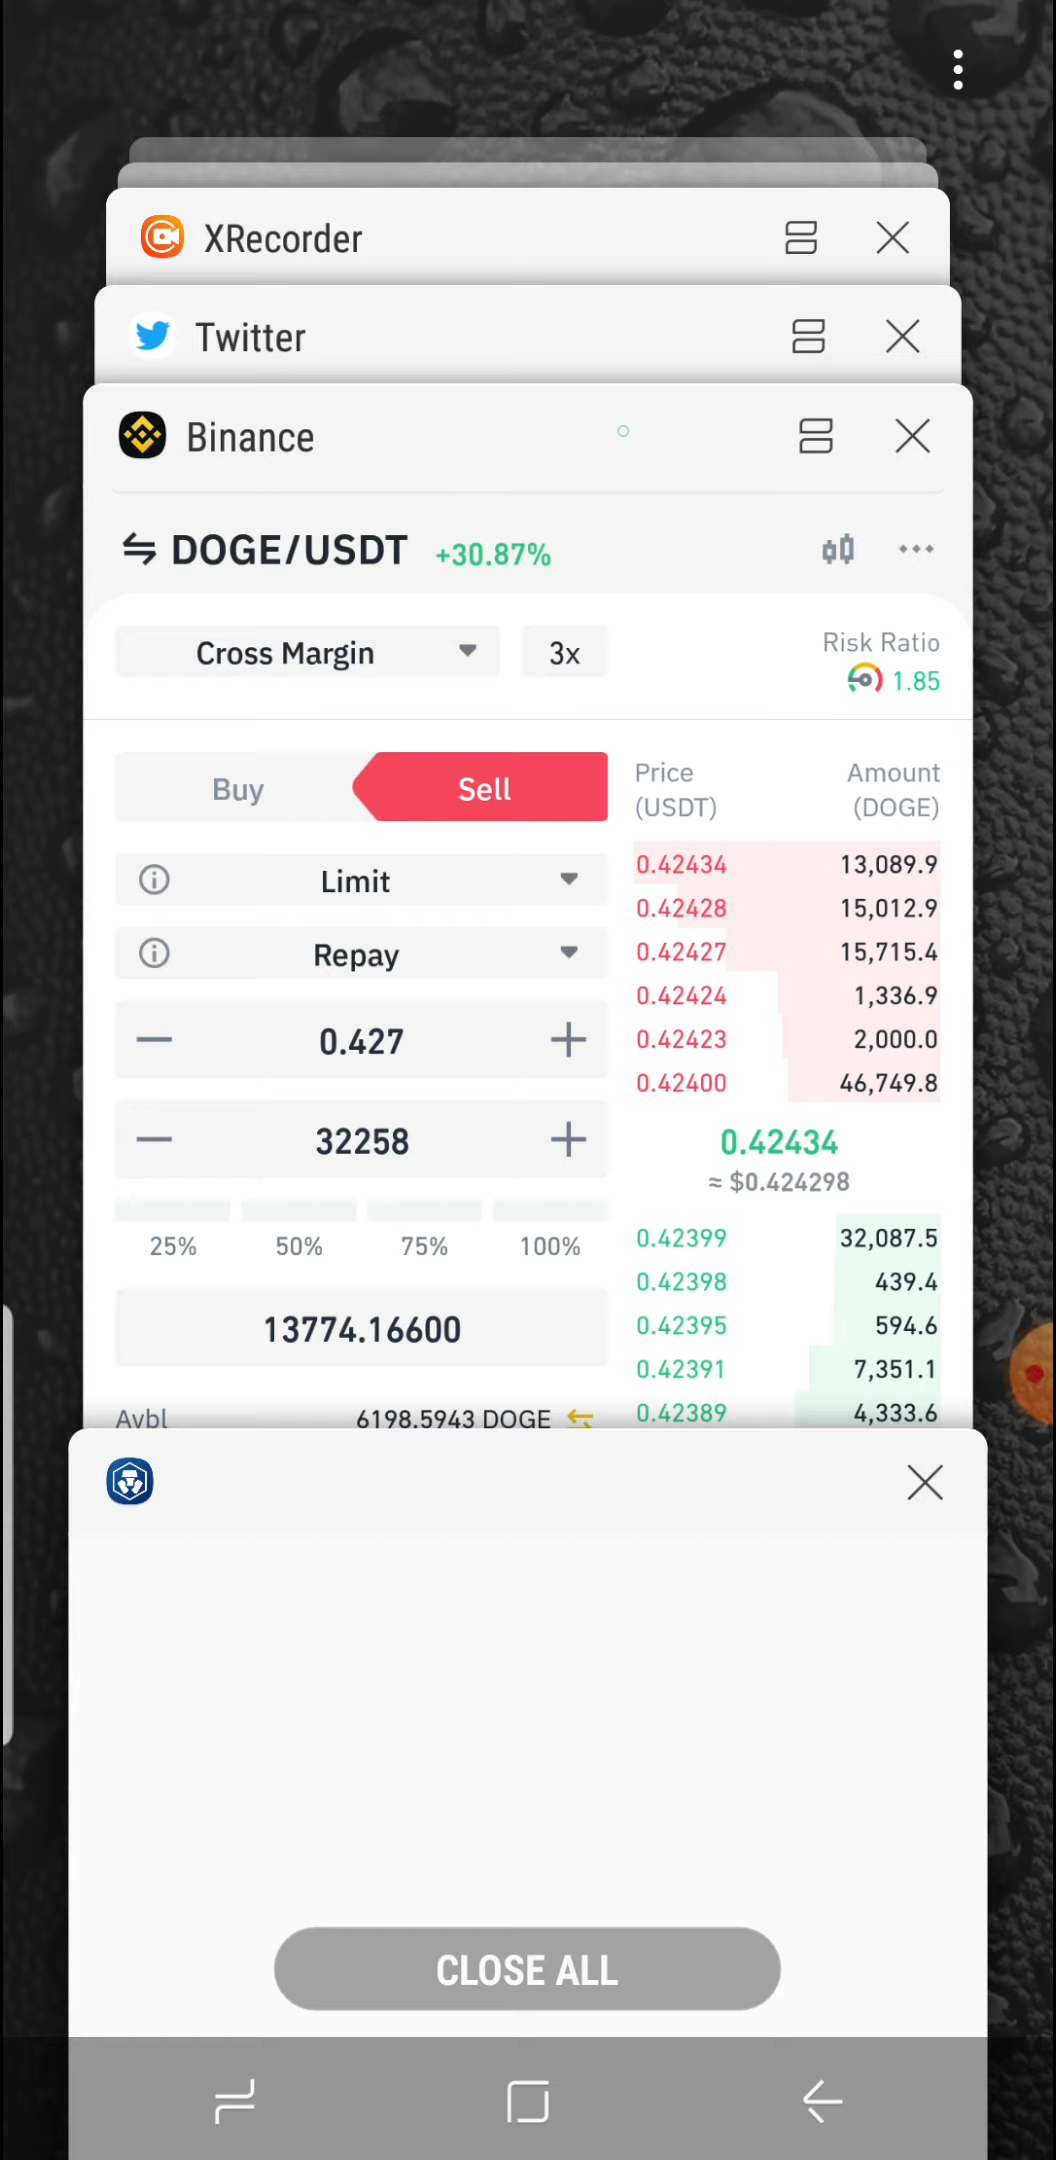 XRecorder
Twitter
Binance
DOGE/USDT +30.87%
Cross Margin 3x
Risk Ratio
1.85
Buy Sell
Price (USDT) Amount (DOGE)
Limit
Repay
0.427
32258
25% 50% 75% 100%
13774.16600
Avbl 6198.5943 DOGE
0.42434 13,089.9
0.42428 15,012.9
0.42427 15,715.4
0.42424 1,336.9
0.42423 2,000.0
0.42400 46,749.8
0.42434
≈ $0.424298
0.42399 32,087.5
0.42398 439.4
0.42395 594.6
0.42391 7,351.1
0.42389 4,333.6
CLOSE ALL